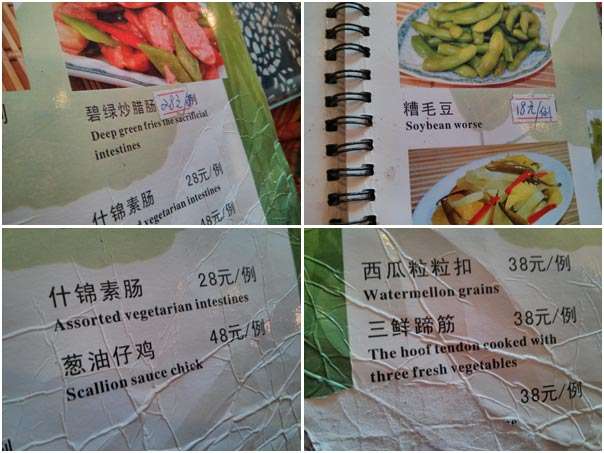 碧绿炒腊肠 28元/例
Deep green fries the sacrificial
intestines
什锦素肠 28元/例
vegetarian intestines
48元/例
糟毛豆 18元/例
Soybean worse
什锦素肠 28元/例
Assorted vegetarian intestines
葱油仔鸡 48元/例
Scallion sauce chick
例
西瓜粒粒扣 38元/例
Watermellon grains
三鲜蹄筋 38元/例
The hoof tendon cooked with
three fresh vegetables
38元/例